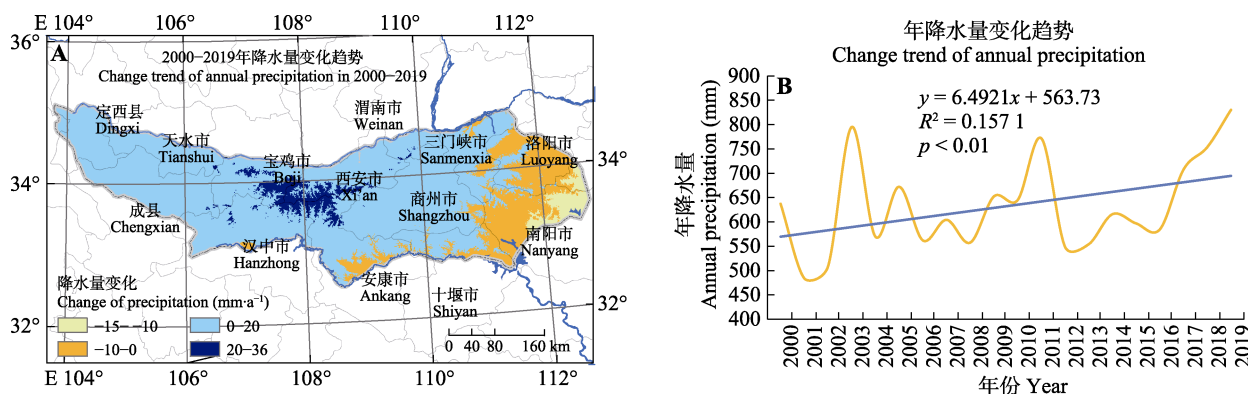 E 104° 106° 108° 110° 112°
36°
A
2000−2019年降水量变化趋势
Change trend of annual precipitation in 2000−2019
定西县
Dingxi
天水市
Tianshui
渭南市
Weinan
宝鸡市
Boji
西安市
Xi'an
三门峡市
Sanmenxia
洛阳市
Luoyang
34°
34°
成县
Chengxian
商州市
Shangzhou
汉中市
Hanzhong
南阳市
Nanyang
安康市
Ankang
十堰市
Shiyan
32°
32°
降水量变化
Change of precipitation (mm·a⁻¹)
−15−−10
0−20
−10−0
20−36
0 40 80 160 km
E 104° 106° 108° 110° 112°
年降水量变化趋势
Change trend of annual precipitation
B
y = 6.4921x + 563.73
R² = 0.157 1
p < 0.01
年降水量
Annual precipitation (mm)
900
850
800
750
700
650
600
550
500
450
400
2000 2001 2002 2003 2004 2005 2006 2007 2008 2009 2010 2011 2012 2013 2014 2015 2016 2017 2018 2019
年份 Year